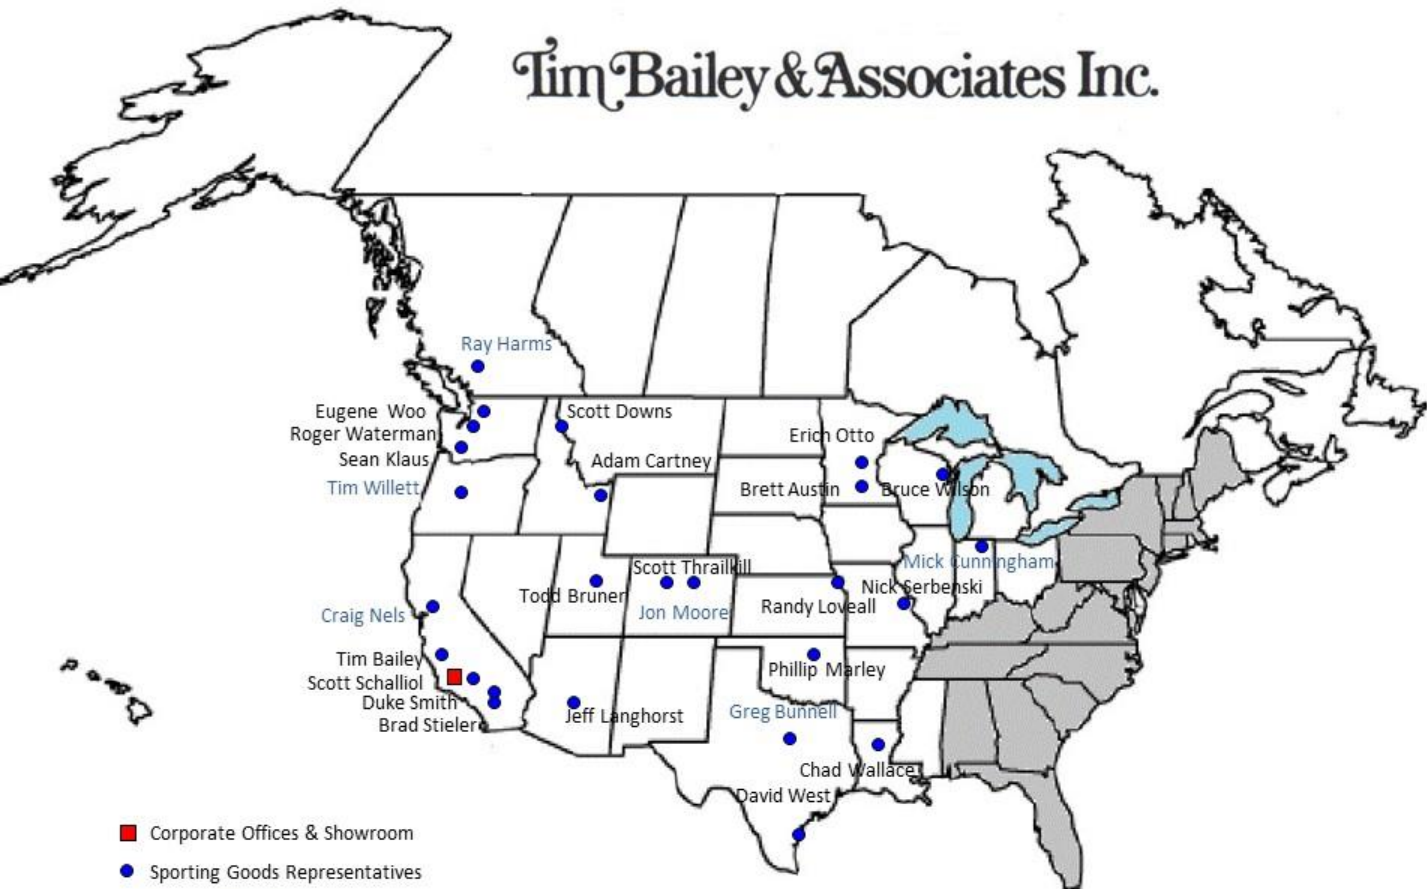 Tim Bailey & Associates Inc.
Ray Harms
Eugene Woo
Scott Downs
Roger Waterman
Erich Otto
Sean Klaus
Adam Cartney
Tim Willett
Brett Austin
Bruce Wilson
Mick Cunningham
Scott Thrailkill
Nick Serbenski
Todd Bruner
Jon Moore
Randy Loveall
Craig Nels
Tim Bailey
Phillip Marley
Scott Schalliol
Duke Smith
Greg Bunnell
Jeff Langhorst
Brad Stieler
Chad Wallace
David West
Corporate Offices & Showroom
Sporting Goods Representatives